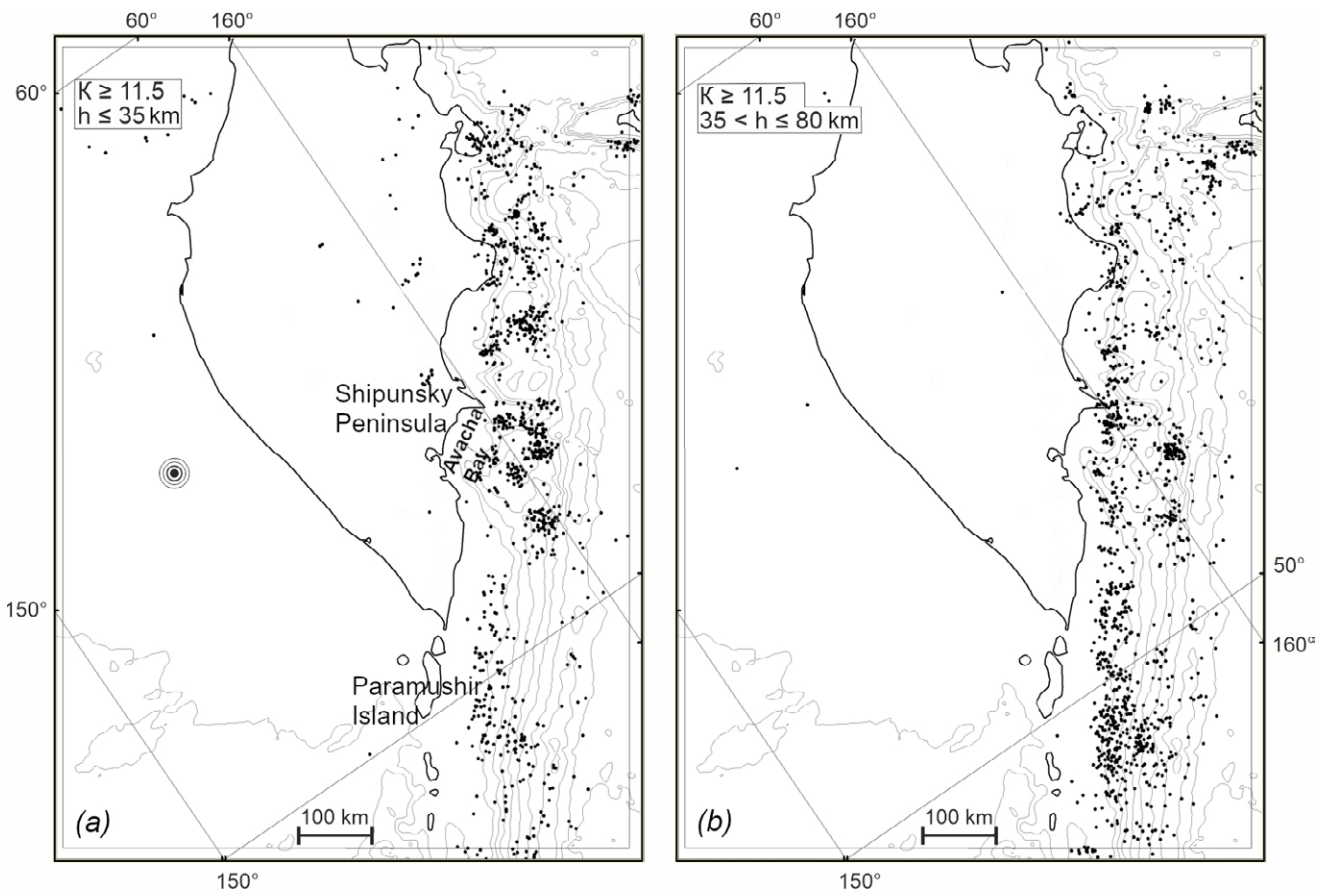 60° 160° 60° 160°
60°
K ≥ 11.5
h ≤ 35 km
K ≥ 11.5
35 < h ≤ 80 km
Shipunsky
Peninsula
Avacha
Bay
50°
150°
160°
Paramushir
Island
100 km
(a)
100 km
(b)
150° 150°